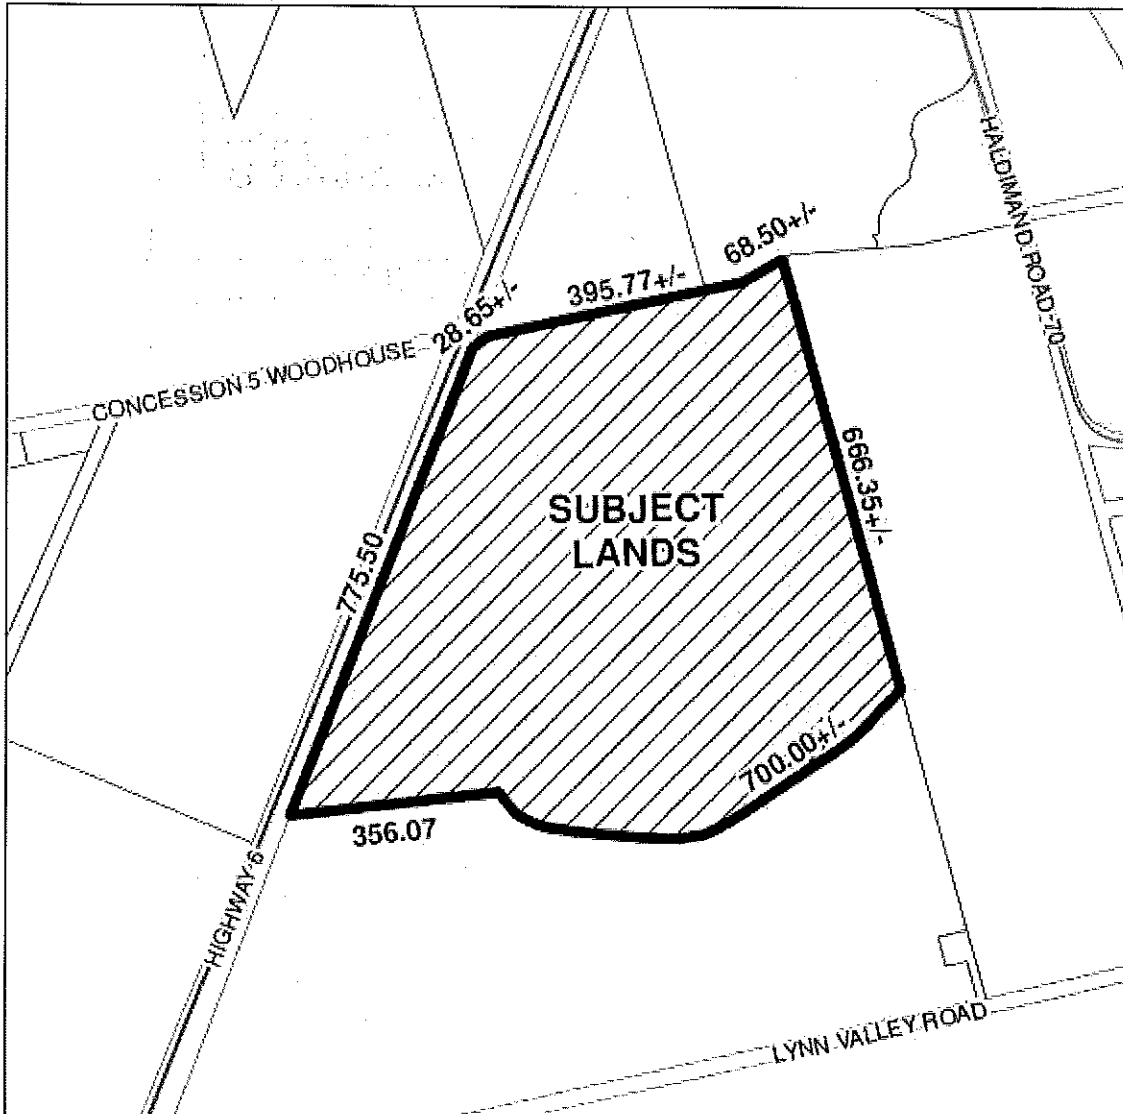 HALDIMAND ROAD 70
68.50+/-
395.77+/-
28.65+/-
CONCESSION 5 WOODHOUSE
666.35+/-
SUBJECT
LANDS
775.50
700.00+/-
356.07
HIGHWAY 6
LYNN VALLEY ROAD